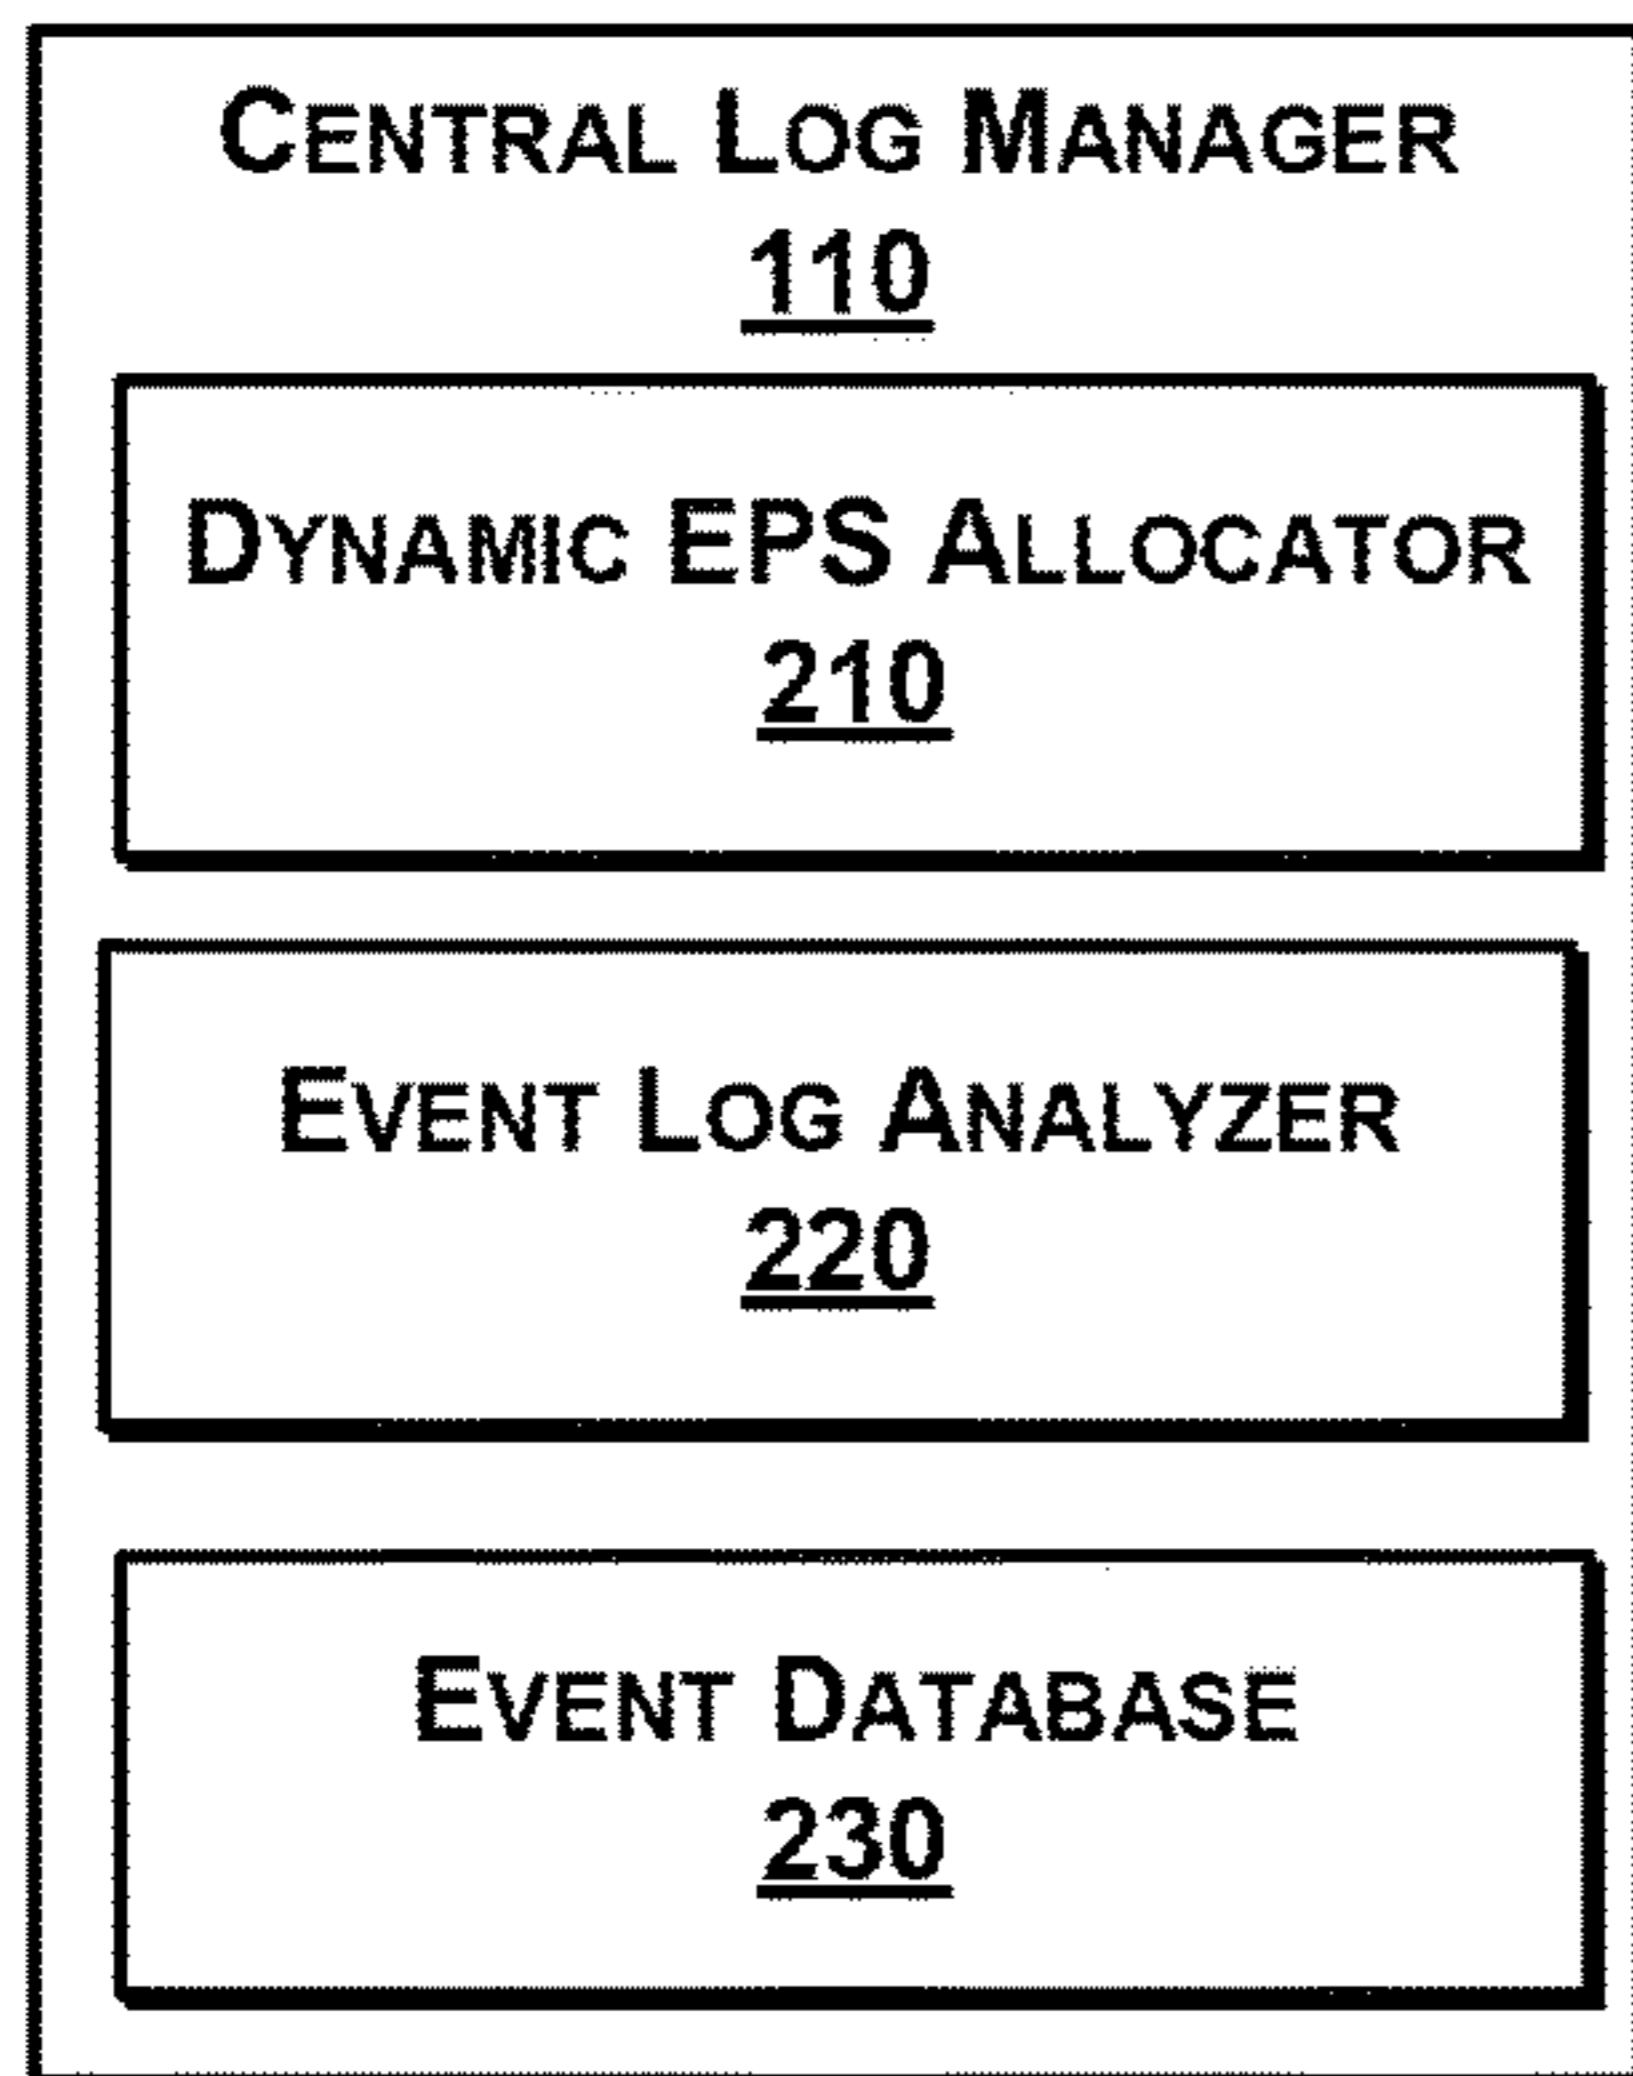 CENTRAL LOG MANAGER
110
DYNAMIC EPS ALLOCATOR
210
EVENT LOG ANALYZER
220
EVENT DATABASE
230